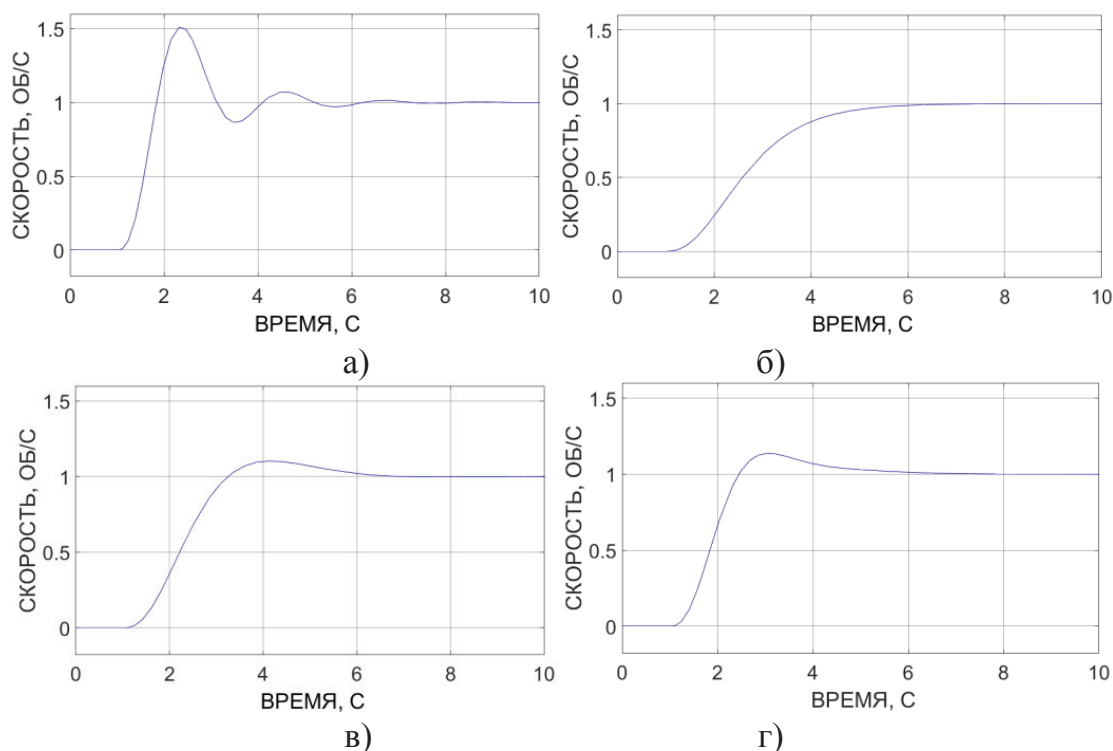 СКОРОСТЬ, ОБ/С
1.5
1
0.5
0
0 2 4 6 8 10
ВРЕМЯ, С
а)
СКОРОСТЬ, ОБ/С
1.5
1
0.5
0
0 2 4 6 8 10
ВРЕМЯ, С
б)
СКОРОСТЬ, ОБ/С
1.5
1
0.5
0
0 2 4 6 8 10
ВРЕМЯ, С
в)
СКОРОСТЬ, ОБ/С
1.5
1
0.5
0
0 2 4 6 8 10
ВРЕМЯ, С
г)